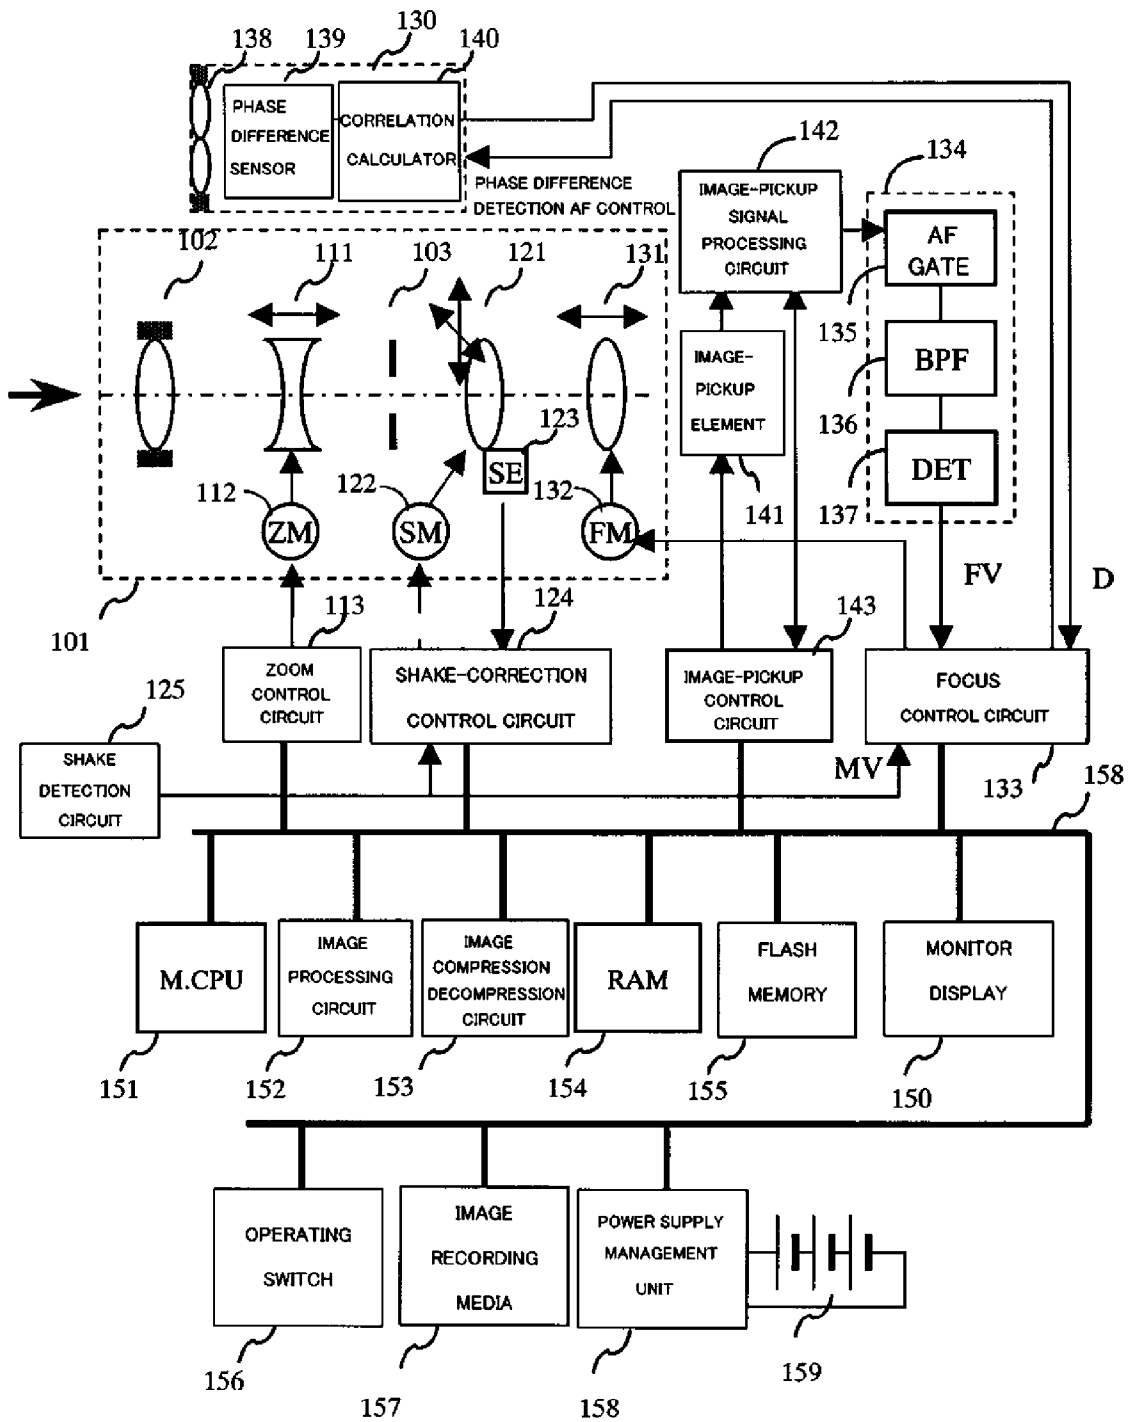 138
139
130
140
PHASE
DIFFERENCE
SENSOR
CORRELATION
CALCULATOR
PHASE DIFFERENCE
DETECTION AF CONTROL
142
IMAGE-PICKUP
SIGNAL
PROCESSING
CIRCUIT
134
AF
GATE
135
BPF
136
DET
137
102
111
103
121
131
IMAGE-
PICKUP
ELEMENT
141
112
ZM
122
SM
123
SE
132
FM
FV
D
101
113
124
143
ZOOM
CONTROL
CIRCUIT
SHAKE-CORRECTION
CONTROL CIRCUIT
IMAGE-PICKUP
CONTROL
CIRCUIT
FOCUS
CONTROL CIRCUIT
125
SHAKE
DETECTION
CIRCUIT
MV
133
158
M.CPU
151
IMAGE
PROCESSING
CIRCUIT
152
IMAGE
COMPRESSION
DECOMPRESSION
CIRCUIT
153
RAM
154
FLASH
MEMORY
155
MONITOR
DISPLAY
150
OPERATING
SWITCH
156
IMAGE
RECORDING
MEDIA
157
POWER SUPPLY
MANAGEMENT
UNIT
158
159